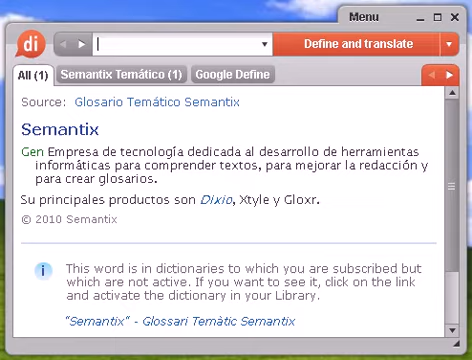 Menu
di
Define and translate
All (1)
Semantix Temático (1)
Google Define
Source: Glosario Temático Semantix
Semantix
Gen Empresa de tecnología dedicada al desarrollo de herramientas
informáticas para comprender textos, para mejorar la redacción y
para crear glosarios.
Su principales productos son Dixio, Xtyle y Gloxr.
© 2010 Semantix
i
This word is in dictionaries to which you are subscribed but
which are not active. If you want to see it, click on the link
and activate the dictionary in your Library.
"Semantix" - Glossari Temàtic Semantix